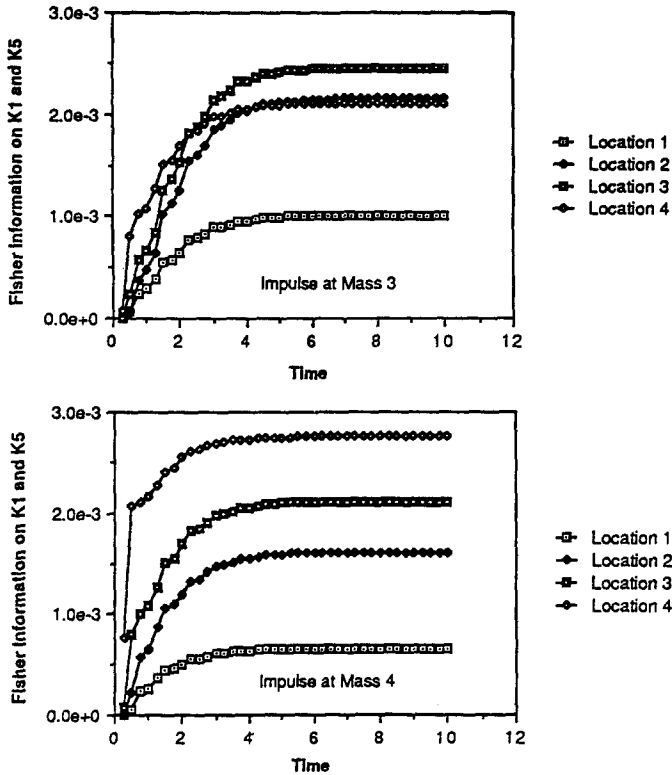 Fisher Information on K1 and K5
3.0e-3
2.0e-3
1.0e-3
0.0e+0
0 2 4 6 8 10 12
Time
Impulse at Mass 3
Location 1
Location 2
Location 3
Location 4
Fisher Information on K1 and K5
3.0e-3
2.0e-3
1.0e-3
0.0e+0
0 2 4 6 8 10 12
Time
Impulse at Mass 4
Location 1
Location 2
Location 3
Location 4